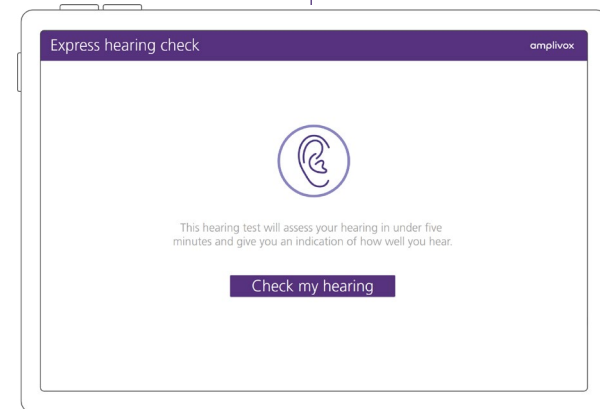 Express hearing check
amplivox
This hearing test will assess your hearing in under five
minutes and give you an indication of how well you hear.
Check my hearing